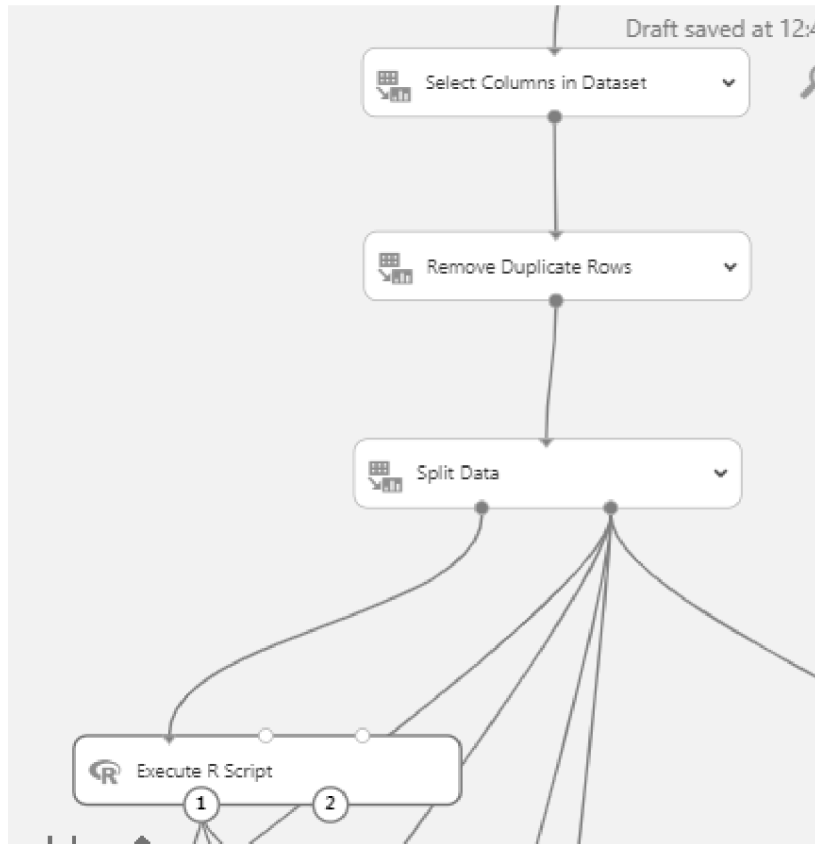 Draft saved at 12:4
Select Columns in Dataset
Remove Duplicate Rows
Split Data
R Execute R Script
1 2